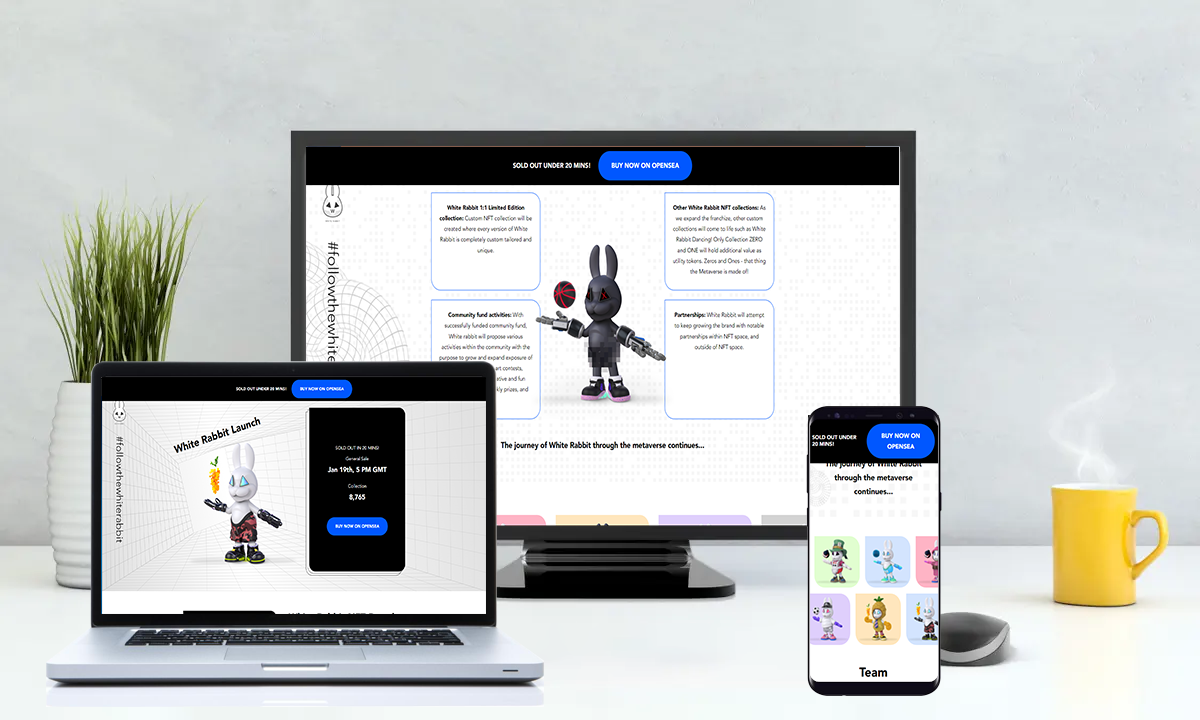 SOLD OUT UNDER 20 MINS!
BUY NOW ON OPENSEA
#followthewhite
White Rabbit 1:1 Limited Edition
collection: Custom NFT collection will be
created where every version of White
Rabbit is completely custom tailored and
unique.
Other White Rabbit NFT collections: As
we expand the franchize, other custom
collections will come to life such as White
Rabbit Dancing! Only Collection ZERO
and ONE will hold additional value as
utility tokens. Zeros and Ones - that thing
the Metaverse is made of!
Community fund activities: With
successfully funded community fund,
White rabbit will propose various
activities within the community with the
purpose to grow and expand exposure of
art contests,
and fun
prizes, and
Partnerships: White Rabbit will attempt
to keep growing the brand with notable
partnerships within NFT space, and
outside of NFT space.
The journey of White Rabbit through the metaverse continues...
SOLD OUT UNDER 20 MINS!
BUY NOW ON OPENSEA
#followthewhiterabbit
White Rabbit Launch
SOLD OUT IN 20 MINS!
General Sale
Jan 19th, 5 PM GMT
Collection
8,765
BUY NOW ON OPENSEA
SOLD OUT UNDER
20 MINS!
BUY NOW ON
OPENSEA
The journey of White Rabbit
through the metaverse
continues...
Team